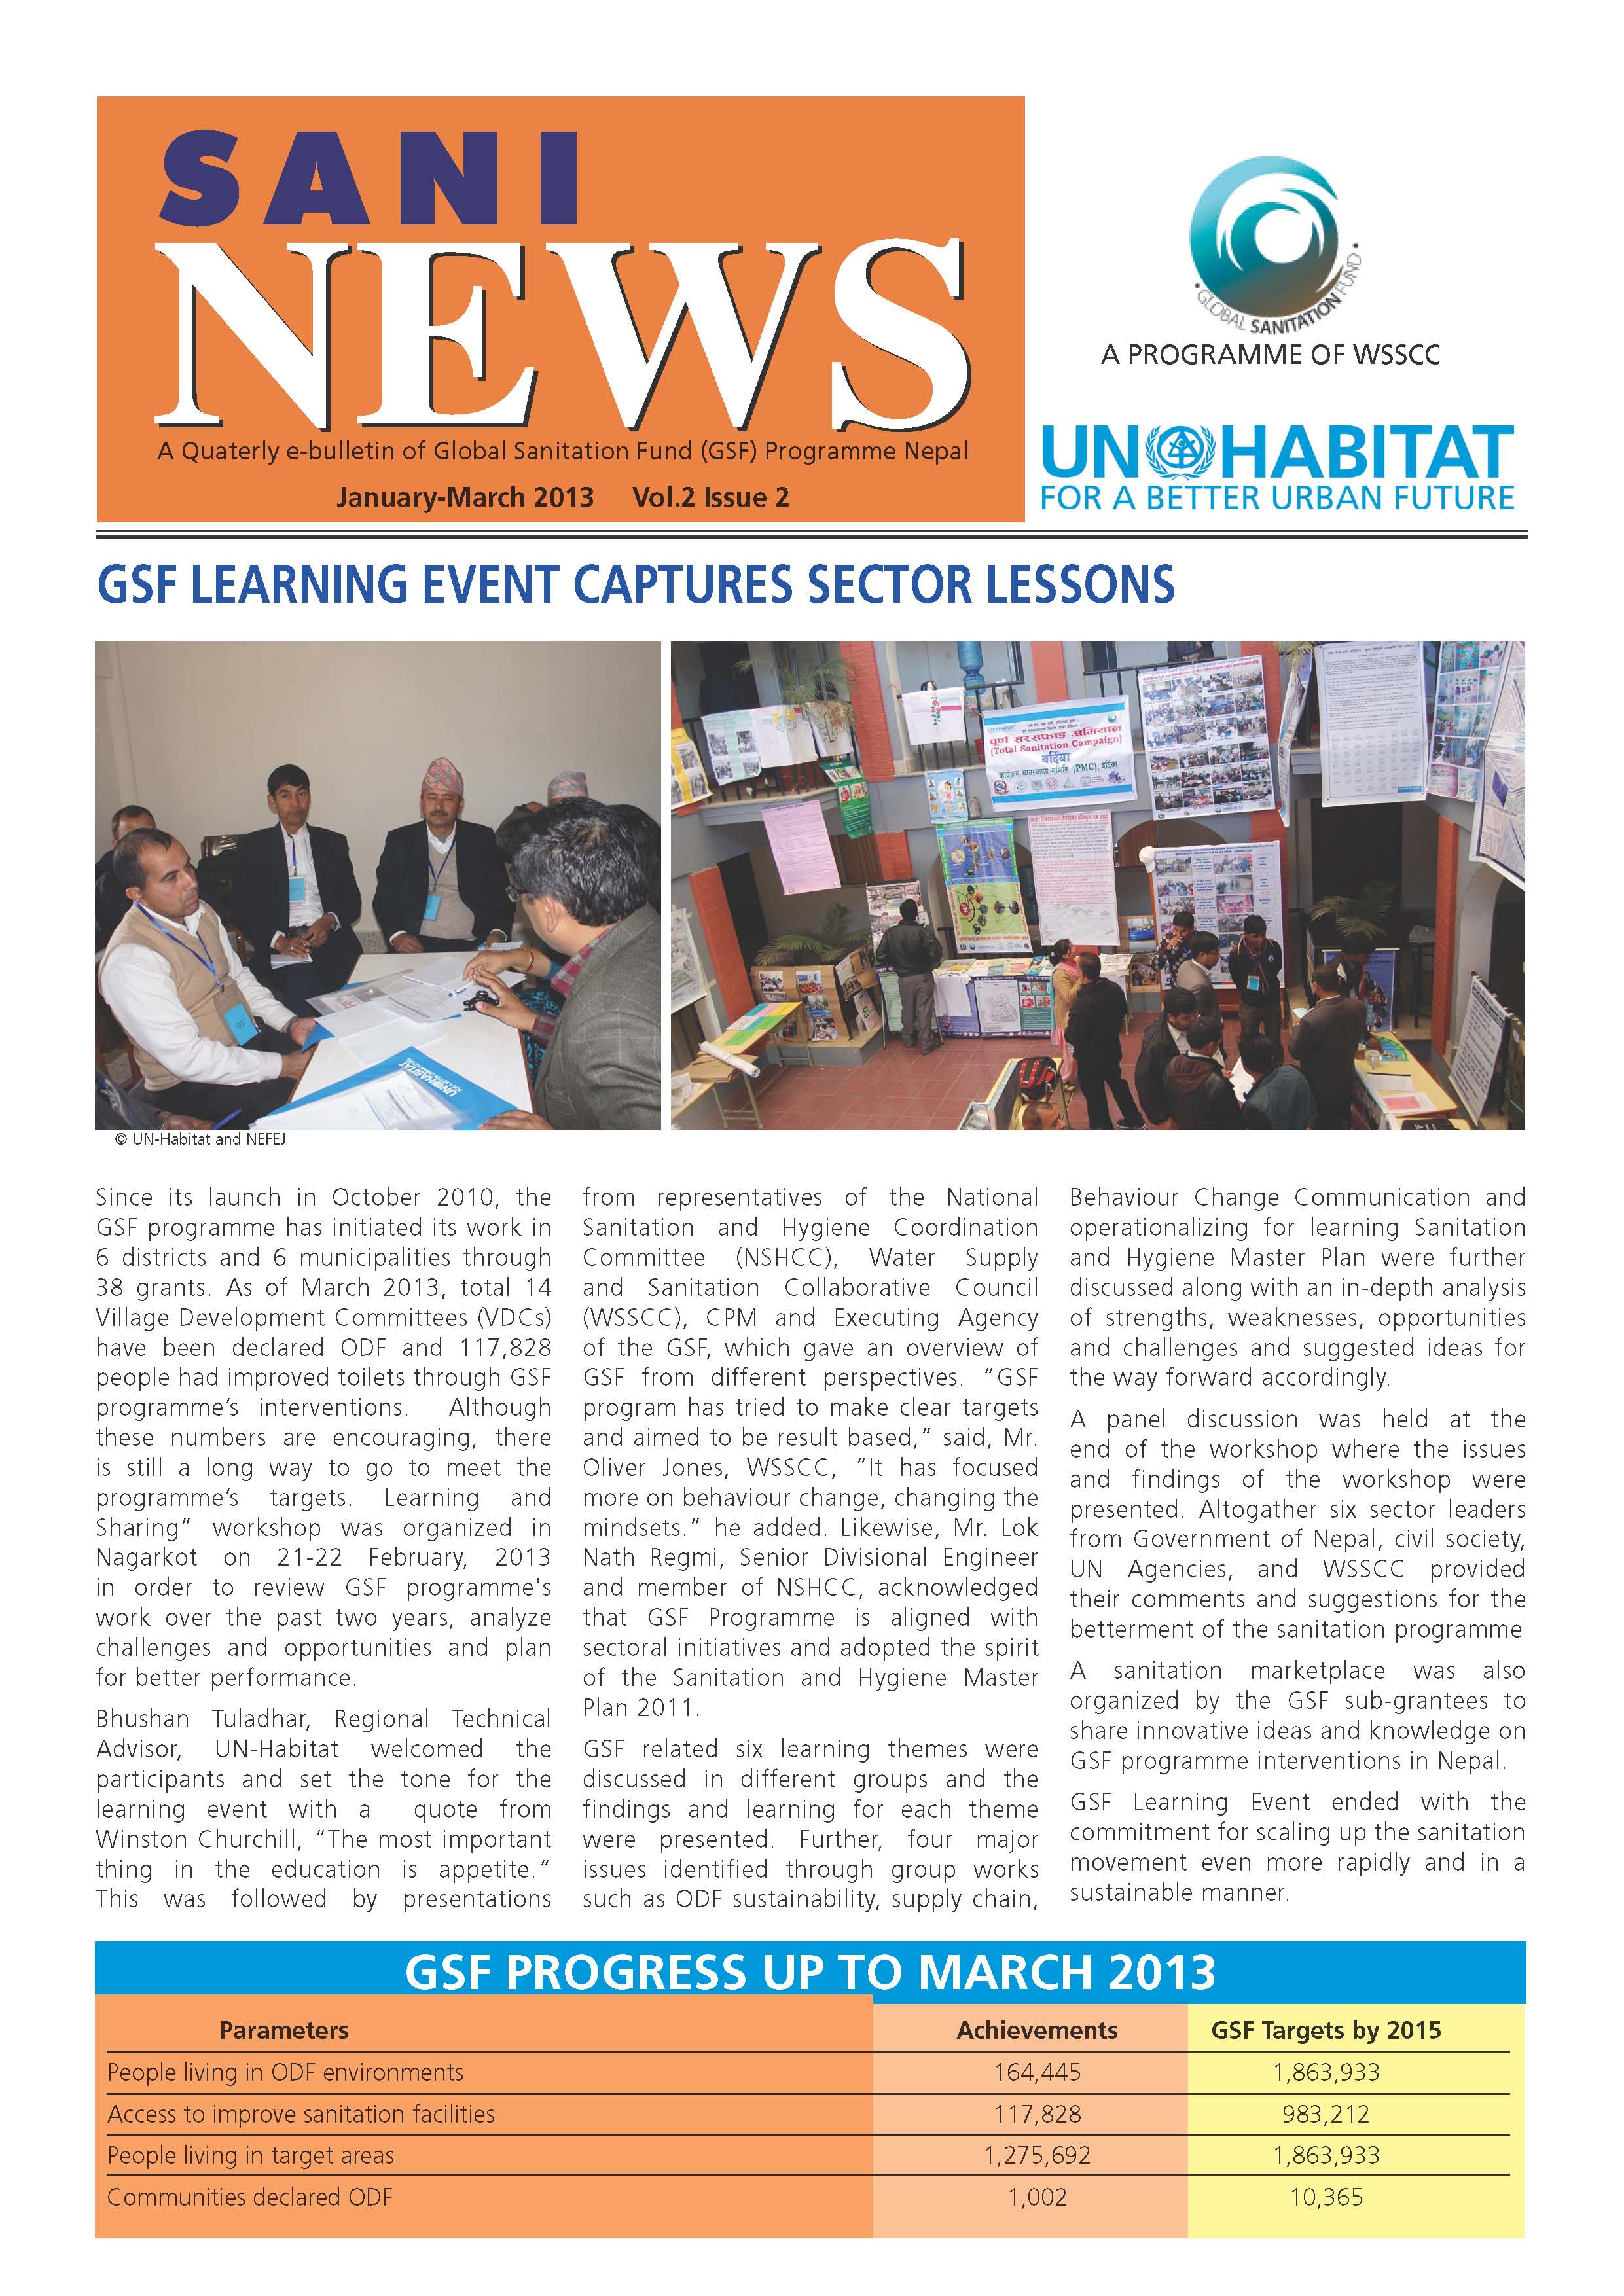 SANI
NEWS
A Quaterly e-bulletin of Global Sanitation Fund (GSF) Programme Nepal
January-March 2013 Vol.2 Issue 2
• GLOBAL SANITATION FUND •
A PROGRAMME OF WSSCC
UN HABITAT
FOR A BETTER URBAN FUTURE
GSF LEARNING EVENT CAPTURES SECTOR LESSONS
पूर्ण सरसफाइ अभियान
(Total Sanitation Campaign)
बर्दिया
कार्यक्रम व्यवस्थापन समिति (PMC), बर्दिया
UN HABITAT
© UN-Habitat and NEFEJ
Since its launch in October 2010, the
GSF programme has initiated its work in
6 districts and 6 municipalities through
38 grants. As of March 2013, total 14
Village Development Committees (VDCs)
have been declared ODF and 117,828
people had improved toilets through GSF
programme’s interventions. Although
these numbers are encouraging, there
is still a long way to go to meet the
programme’s targets. Learning and
Sharing” workshop was organized in
Nagarkot on 21-22 February, 2013
in order to review GSF programme's
work over the past two years, analyze
challenges and opportunities and plan
for better performance.
Bhushan Tuladhar, Regional Technical
Advisor, UN-Habitat welcomed the
participants and set the tone for the
learning event with a quote from
Winston Churchill, “The most important
thing in the education is appetite.”
This was followed by presentations
from representatives of the National
Sanitation and Hygiene Coordination
Committee (NSHCC), Water Supply
and Sanitation Collaborative Council
(WSSCC), CPM and Executing Agency
of the GSF, which gave an overview of
GSF from different perspectives. “GSF
program has tried to make clear targets
and aimed to be result based,” said, Mr.
Oliver Jones, WSSCC, “It has focused
more on behaviour change, changing the
mindsets.” he added. Likewise, Mr. Lok
Nath Regmi, Senior Divisional Engineer
and member of NSHCC, acknowledged
that GSF Programme is aligned with
sectoral initiatives and adopted the spirit
of the Sanitation and Hygiene Master
Plan 2011.
GSF related six learning themes were
discussed in different groups and the
findings and learning for each theme
were presented. Further, four major
issues identified through group works
such as ODF sustainability, supply chain,
Behaviour Change Communication and
operationalizing for learning Sanitation
and Hygiene Master Plan were further
discussed along with an in-depth analysis
of strengths, weaknesses, opportunities
and challenges and suggested ideas for
the way forward accordingly.
A panel discussion was held at the
end of the workshop where the issues
and findings of the workshop were
presented. Altogather six sector leaders
from Government of Nepal, civil society,
UN Agencies, and WSSCC provided
their comments and suggestions for the
betterment of the sanitation programme
A sanitation marketplace was also
organized by the GSF sub-grantees to
share innovative ideas and knowledge on
GSF programme interventions in Nepal.
GSF Learning Event ended with the
commitment for scaling up the sanitation
movement even more rapidly and in a
sustainable manner.
GSF PROGRESS UP TO MARCH 2013
Parameters Achievements GSF Targets by 2015
People living in ODF environments 164,445 1,863,933
Access to improve sanitation facilities 117,828 983,212
People living in target areas 1,275,692 1,863,933
Communities declared ODF 1,002 10,365